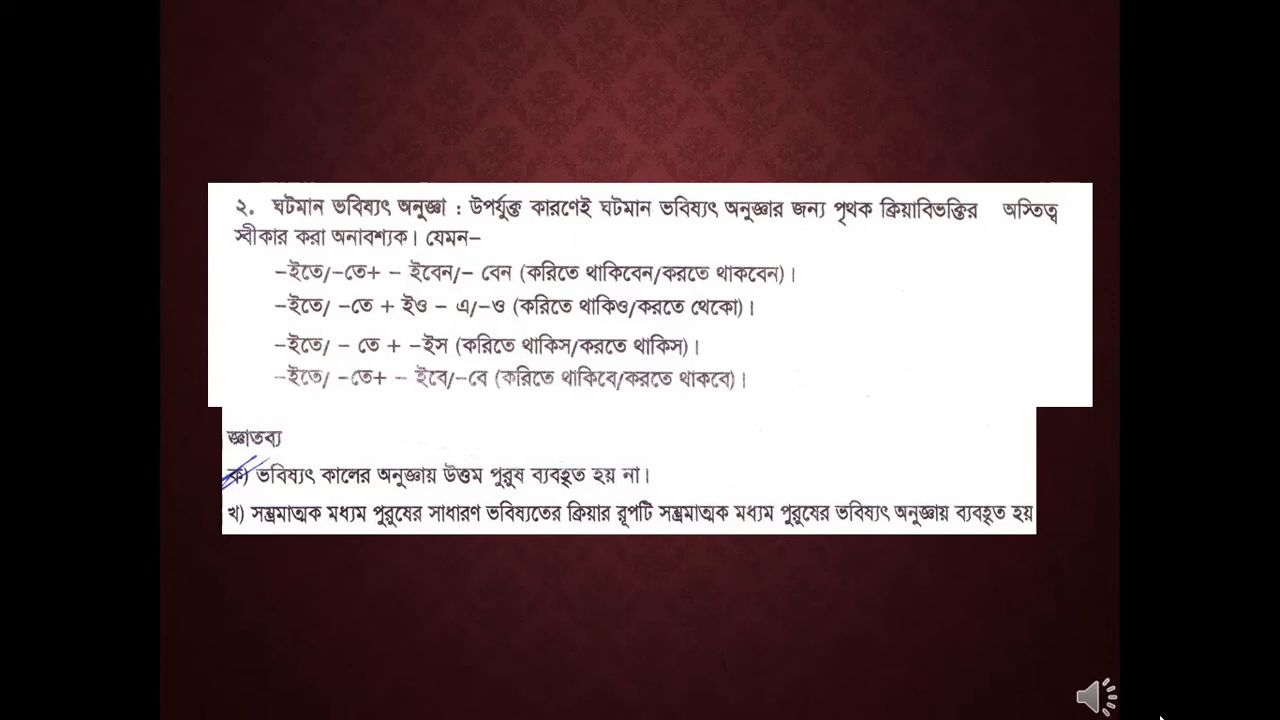 ২. ঘটমান ভবিষ্যৎ অনুজ্ঞা : উপর্যুক্ত কারণেই ঘটমান ভবিষ্যৎ অনুজ্ঞার জন্য পৃথক ক্রিয়াবিভক্তির অস্তিত্ব
স্বীকার করা অনাবশ্যক। যেমন–
–ইতে/–তে+ – ইবেন/– বেন (করিতে থাকিবেন/করতে থাকবেন)।
–ইতে/ –তে + ইও – এ/–ও (করিতে থাকিও/করতে থেকো)।
–ইতে/ – তে + –ইস (করিতে থাকিস/করতে থাকিস)।
–ইতে/ –তে+ – ইবে/–বে (করিতে থাকিবে/করতে থাকবে)।
জ্ঞাতব্য
ক) ভবিষ্যৎ কালের অনুজ্ঞায় উত্তম পুরুষ ব্যবহৃত হয় না।
খ) সম্ভ্রমাত্মক মধ্যম পুরুষের সাধারণ ভবিষ্যতের ক্রিয়ার রূপটি সম্ভ্রমাত্মক মধ্যম পুরুষের ভবিষ্যৎ অনুজ্ঞায় ব্যবহৃত হয়